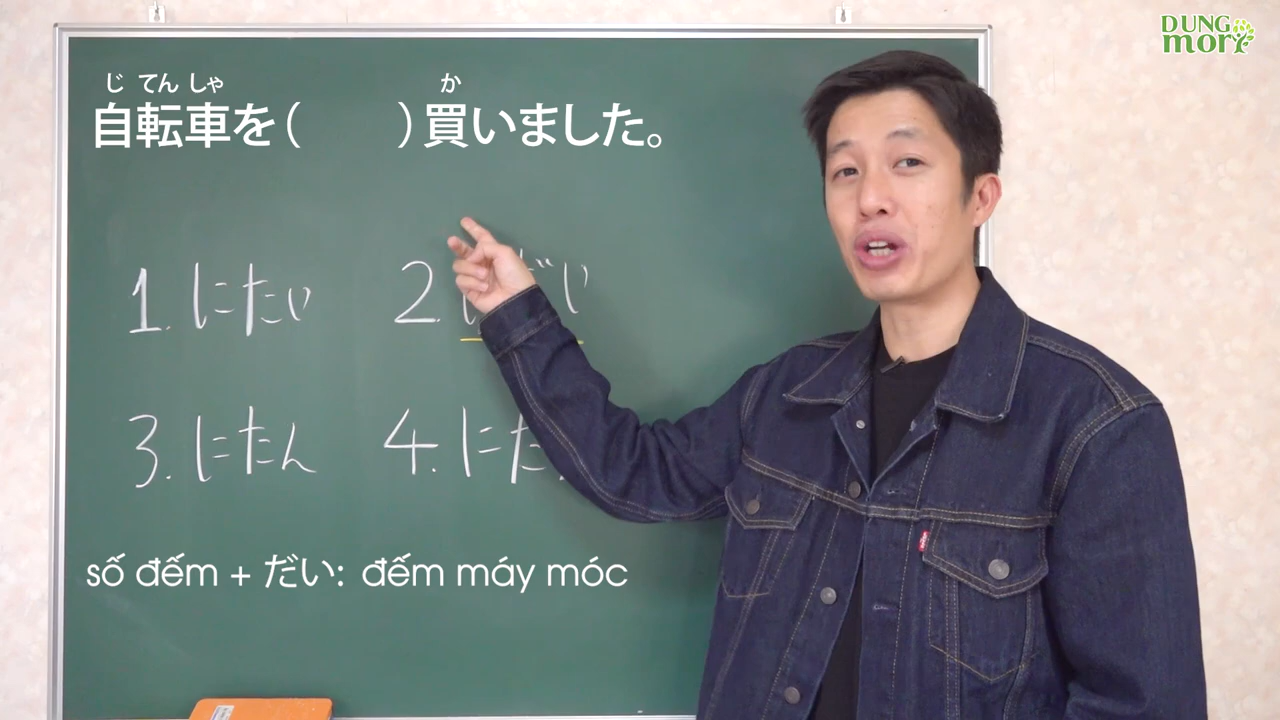 DUNG
mori
じ てん しゃ か
自転車を( )買いました。
1. にたい 2.
3. にたん 4. にた
số đếm + だい: đếm máy móc